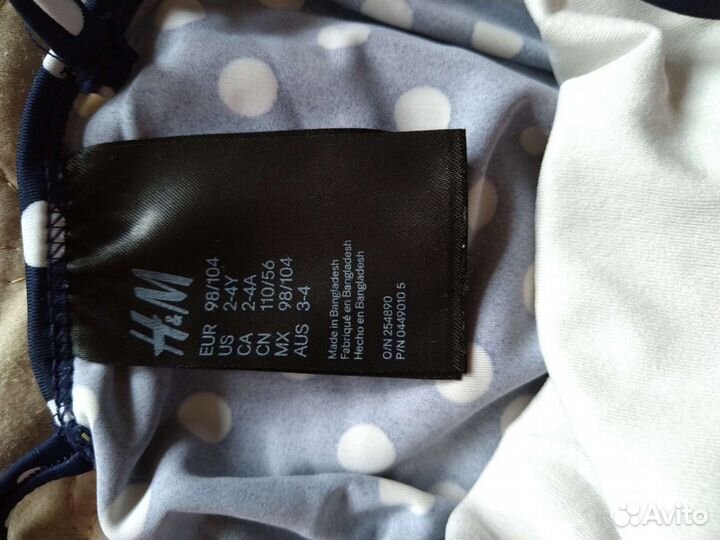 H&M
EUR 98/104
US 2-4Y
CA 2-4A
CN 110/56
MX 98/104
AUS 3-4
Made in Bangladesh
Fabriqué en Bangladesh
Hecho en Bangladesh
O/N 254890
P/N 0449010 5
Avito